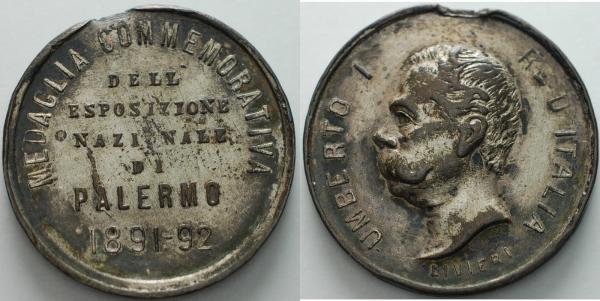 MEDAGLIA COMMEMORATIVA
DELL
ESPOSIZIONE
NAZIONALE
DI
PALERMO
1891-92
UMBERTO I RE D'ITALIA